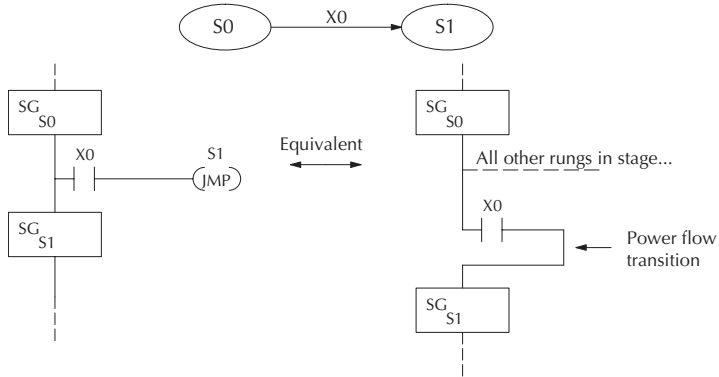 S0 X0 S1
SG
S0
X0
S1
JMP
SG
S1
Equivalent
SG
S0
All other rungs in stage...
X0
Power flow
transition
SG
S1